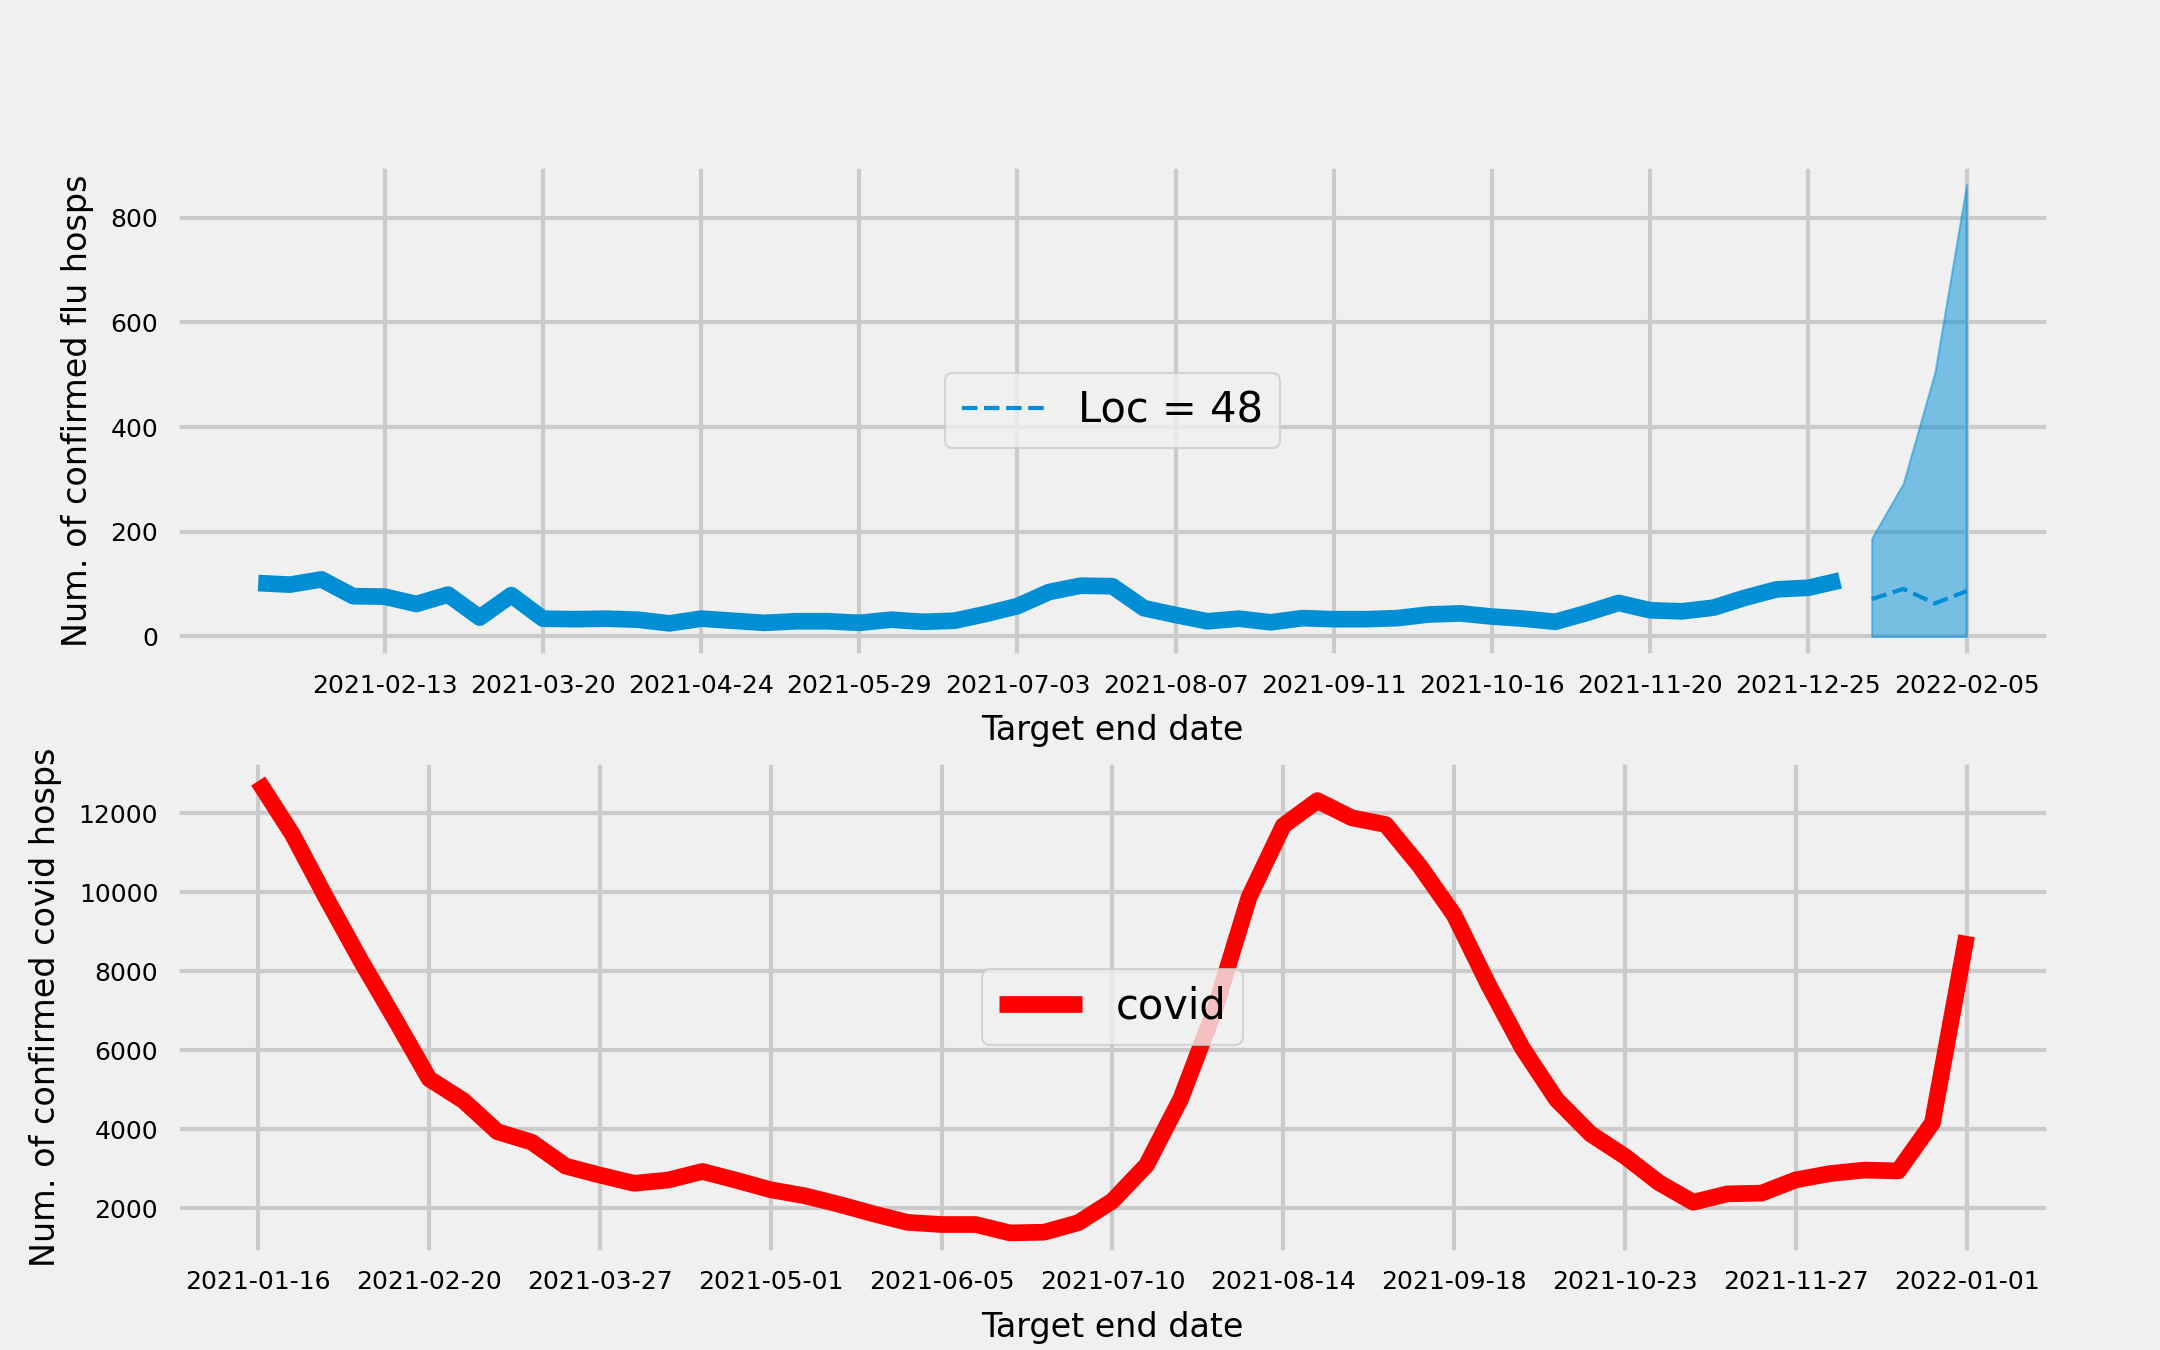 Num. of confirmed flu hosps
800
600
400
200
0
Loc = 48
2021-02-13 2021-03-20 2021-04-24 2021-05-29 2021-07-03 2021-08-07 2021-09-11 2021-10-16 2021-11-20 2021-12-25 2022-02-05
Target end date
Num. of confirmed covid hosps
12000
10000
8000
6000
4000
2000
covid
2021-01-16 2021-02-20 2021-03-27 2021-05-01 2021-06-05 2021-07-10 2021-08-14 2021-09-18 2021-10-23 2021-11-27 2022-01-01
Target end date